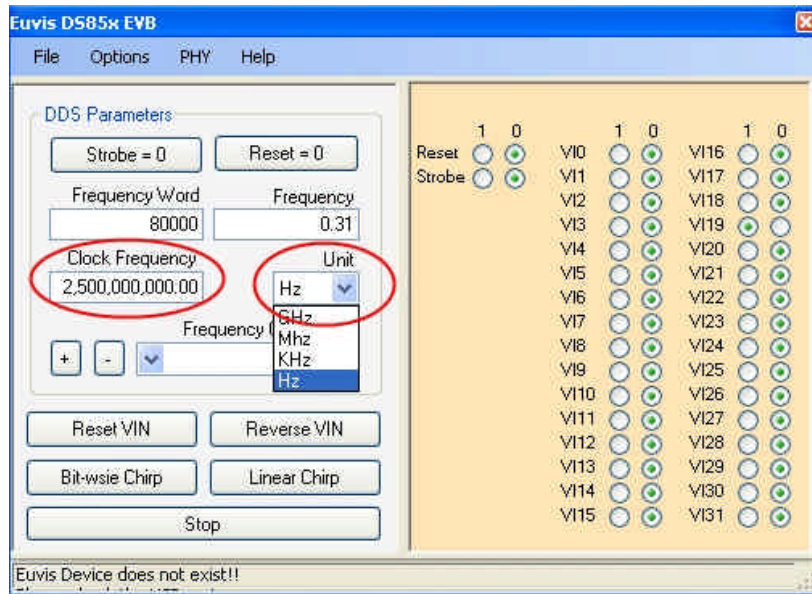 Euvis DS85x EVB
File Options PHY Help
DDS Parameters
Strobe = 0 Reset = 0
Frequency Word Frequency
80000 0.31
Clock Frequency Unit
2,500,000,000.00 Hz
GHz
Mhz
KHz
Hz
Frequency
+ -
Reset VIN Reverse VIN
Bit-wsie Chirp Linear Chirp
Stop
1 0 1 0 1 0
Reset VI0 VI16
Strobe VI1 VI17
VI2 VI18
VI3 VI19
VI4 VI20
VI5 VI21
VI6 VI22
VI7 VI23
VI8 VI24
VI9 VI25
VI10 VI26
VI11 VI27
VI12 VI28
VI13 VI29
VI14 VI30
VI15 VI31
Euvis Device does not exist!!